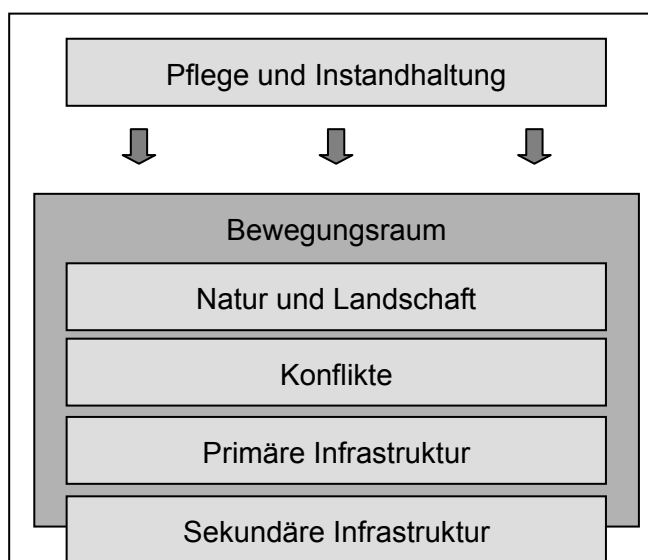 Pflege und Instandhaltung
Bewegungsraum
Natur und Landschaft
Konflikte
Primäre Infrastruktur
Sekundäre Infrastruktur